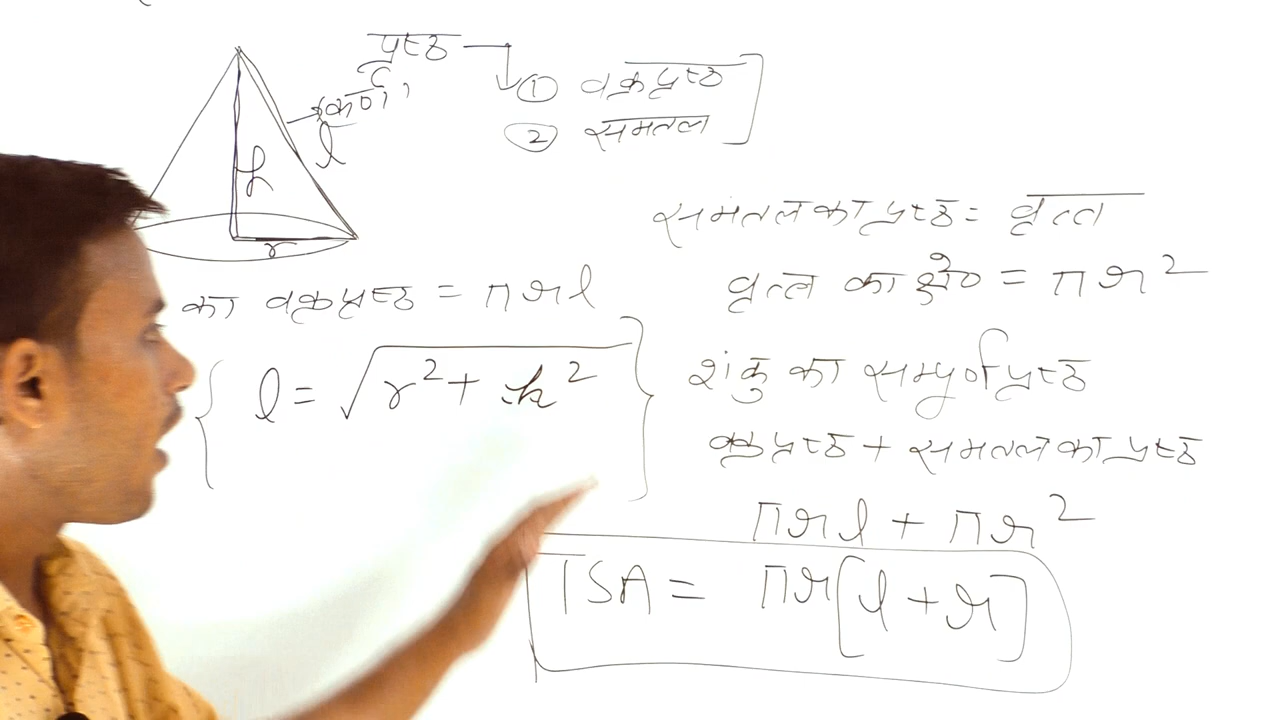 पृष्ठ
① वक्रपृष्ठ
② समतल
l
h
r
समतल का पृष्ठ = वृत्त
वृत्त का क्षे० = πr²
का वक्रपृष्ठ = πrl
l = √r² + h²
शंकु का सम्पुर्ण पृष्ठ
वक्रपृष्ठ + समतल का पृष्ठ
πrl + πr²
TSA = πr[l + r]